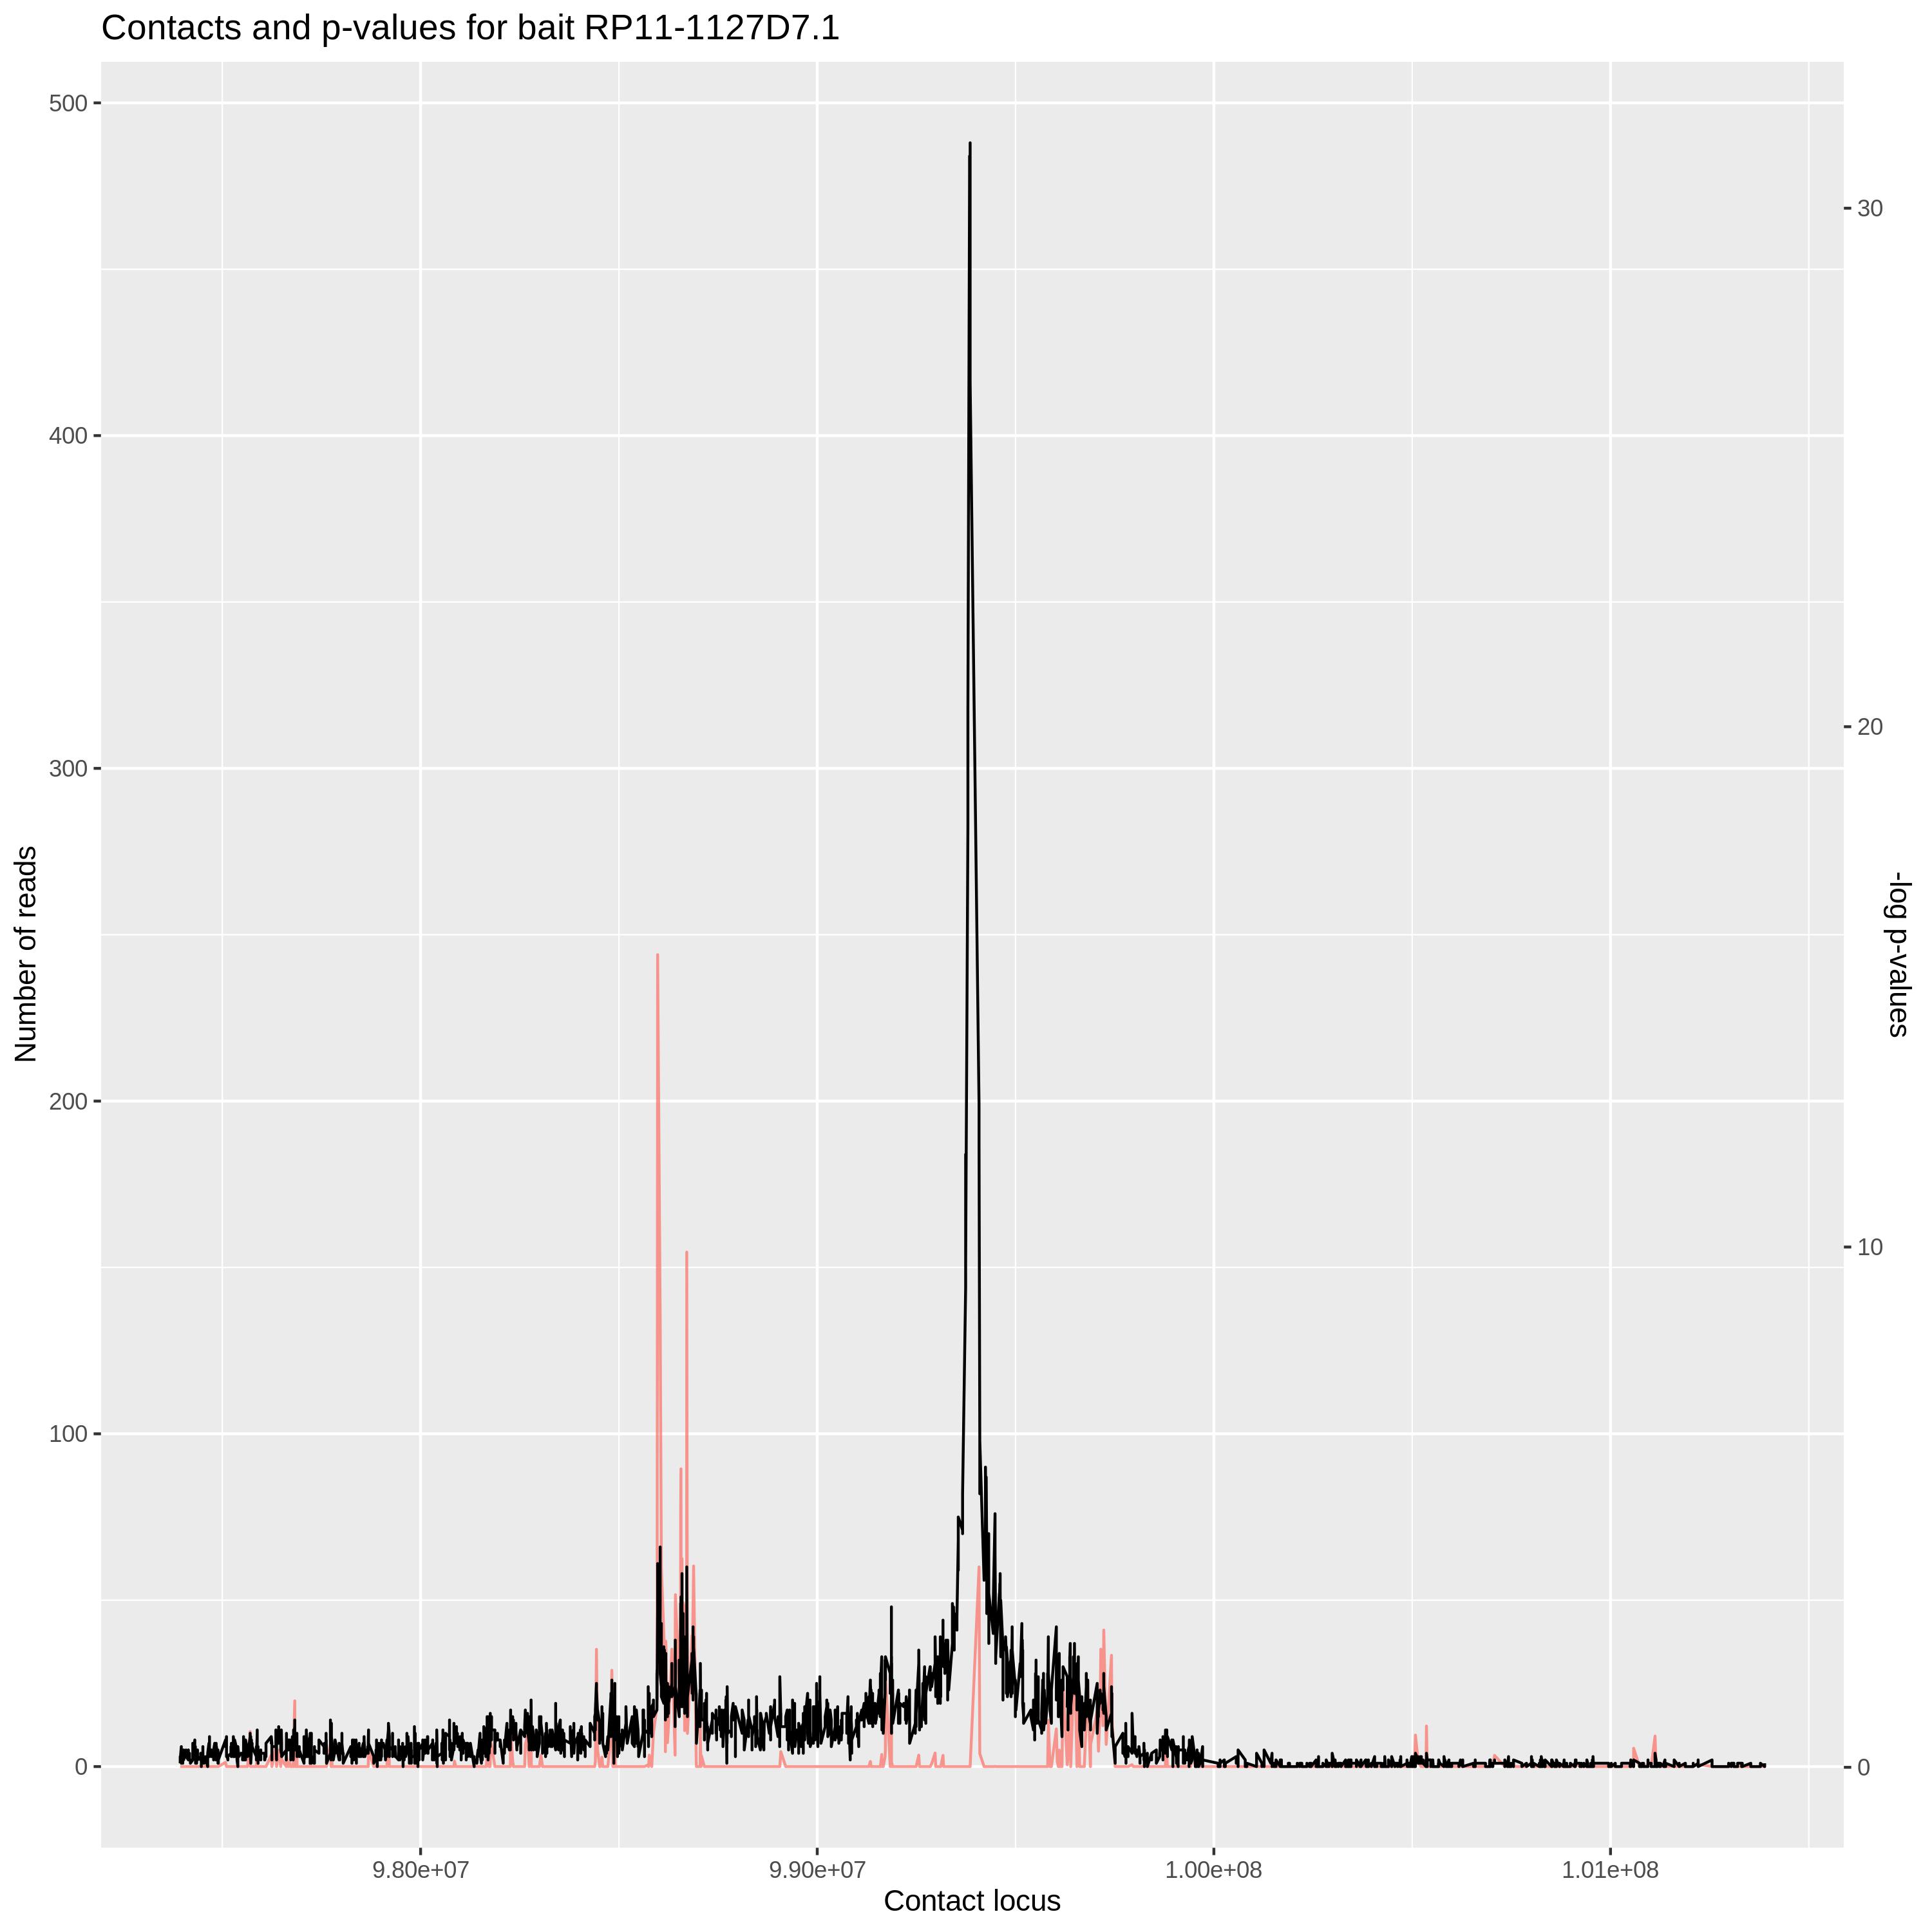 Contacts and p-values for bait RP11-1127D7.1
500
400
300
200
100
0
Number of reads
30
20
10
0
-log p-values
9.80e+07
9.90e+07
1.00e+08
1.01e+08
Contact locus